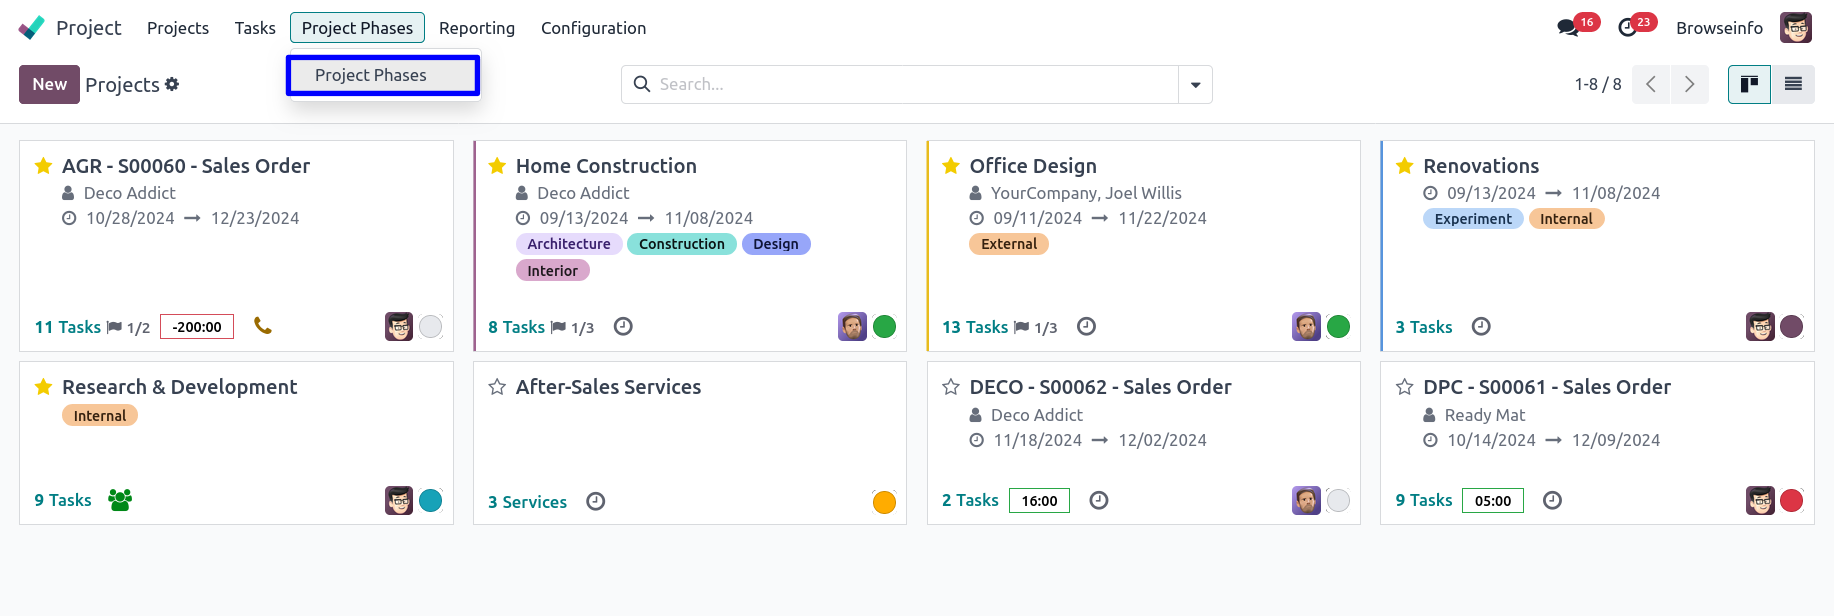 Project Projects Tasks Project Phases Reporting Configuration 16 23 Browseinfo
Project Phases
New Projects Search... 1-8 / 8
AGR - S00060 - Sales Order
Deco Addict
10/28/2024 → 12/23/2024
11 Tasks 1/2 -200:00
Home Construction
Deco Addict
09/13/2024 → 11/08/2024
Architecture Construction Design
Interior
8 Tasks 1/3
Office Design
YourCompany, Joel Willis
09/11/2024 → 11/22/2024
External
13 Tasks 1/3
Renovations
09/13/2024 → 11/08/2024
Experiment Internal
3 Tasks
Research & Development
Internal
9 Tasks
After-Sales Services
3 Services
DECO - S00062 - Sales Order
Deco Addict
11/18/2024 → 12/02/2024
2 Tasks 16:00
DPC - S00061 - Sales Order
Ready Mat
10/14/2024 → 12/09/2024
9 Tasks 05:00